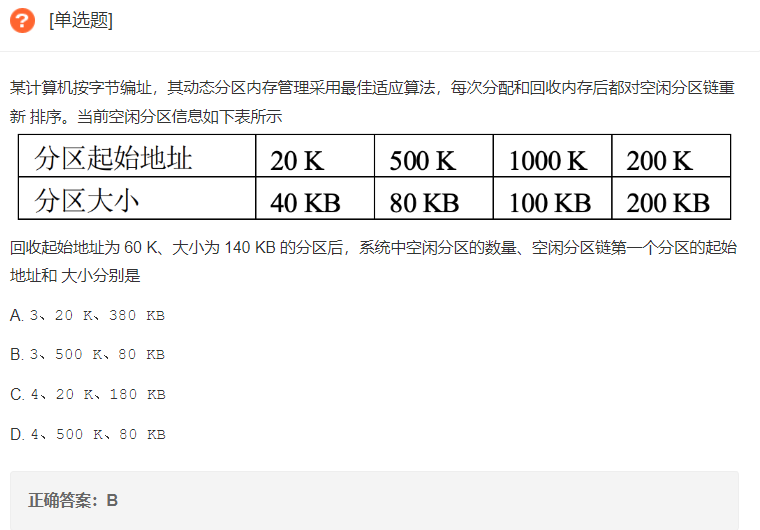 ? [单选题]
某计算机按字节编址，其动态分区内存管理采用最佳适应算法，每次分配和回收内存后都对空闲分区链重
新 排序。当前空闲分区信息如下表所示
分区起始地址 20 K 500 K 1000 K 200 K
分区大小 40 KB 80 KB 100 KB 200 KB
回收起始地址为 60 K、大小为 140 KB 的分区后，系统中空闲分区的数量、空闲分区链第一个分区的起始
地址和 大小分别是
A. 3、20 K、380 KB
B. 3、500 K、80 KB
C. 4、20 K、180 KB
D. 4、500 K、80 KB
正确答案：B